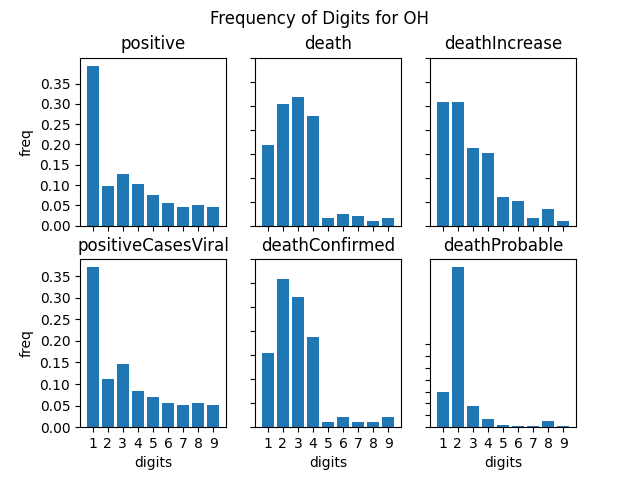 Frequency of Digits for OH
positive
death
deathIncrease
freq
0.35
0.30
0.25
0.20
0.15
0.10
0.05
0.00
positiveCasesViral
deathConfirmed
deathProbable
freq
0.35
0.30
0.25
0.20
0.15
0.10
0.05
0.00
1 2 3 4 5 6 7 8 9
1 2 3 4 5 6 7 8 9
1 2 3 4 5 6 7 8 9
digits
digits
digits